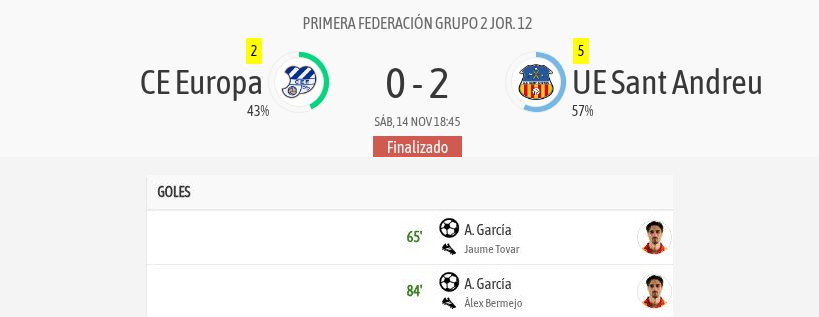 PRIMERA FEDERACIÓN GRUPO 2 JOR. 12
2
5
CE Europa
0 - 2
UE Sant Andreu
43%
57%
SÁB, 14 NOV 18:45
Finalizado
GOLES
65' A. García
Jaume Tovar
84' A. García
Álex Bermejo